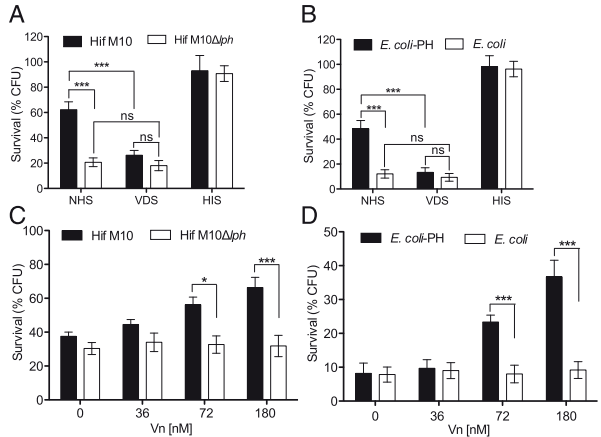 A
Hif M10 Hif M10Δlph
Survival (% CFU)
120
100
80
60
40
20
0
***
***
ns
ns
NHS VDS HIS
B
E. coli-PH E. coli
Survival (% CFU)
120
100
80
60
40
20
0
***
***
ns
ns
NHS VDS HIS
C
Hif M10 Hif M10Δlph
Survival (% CFU)
100
80
60
40
20
0
*
***
0 36 72 180
Vn [nM]
D
E. coli-PH E. coli
Survival (% CFU)
50
40
30
20
10
0
***
***
0 36 72 180
Vn [nM]